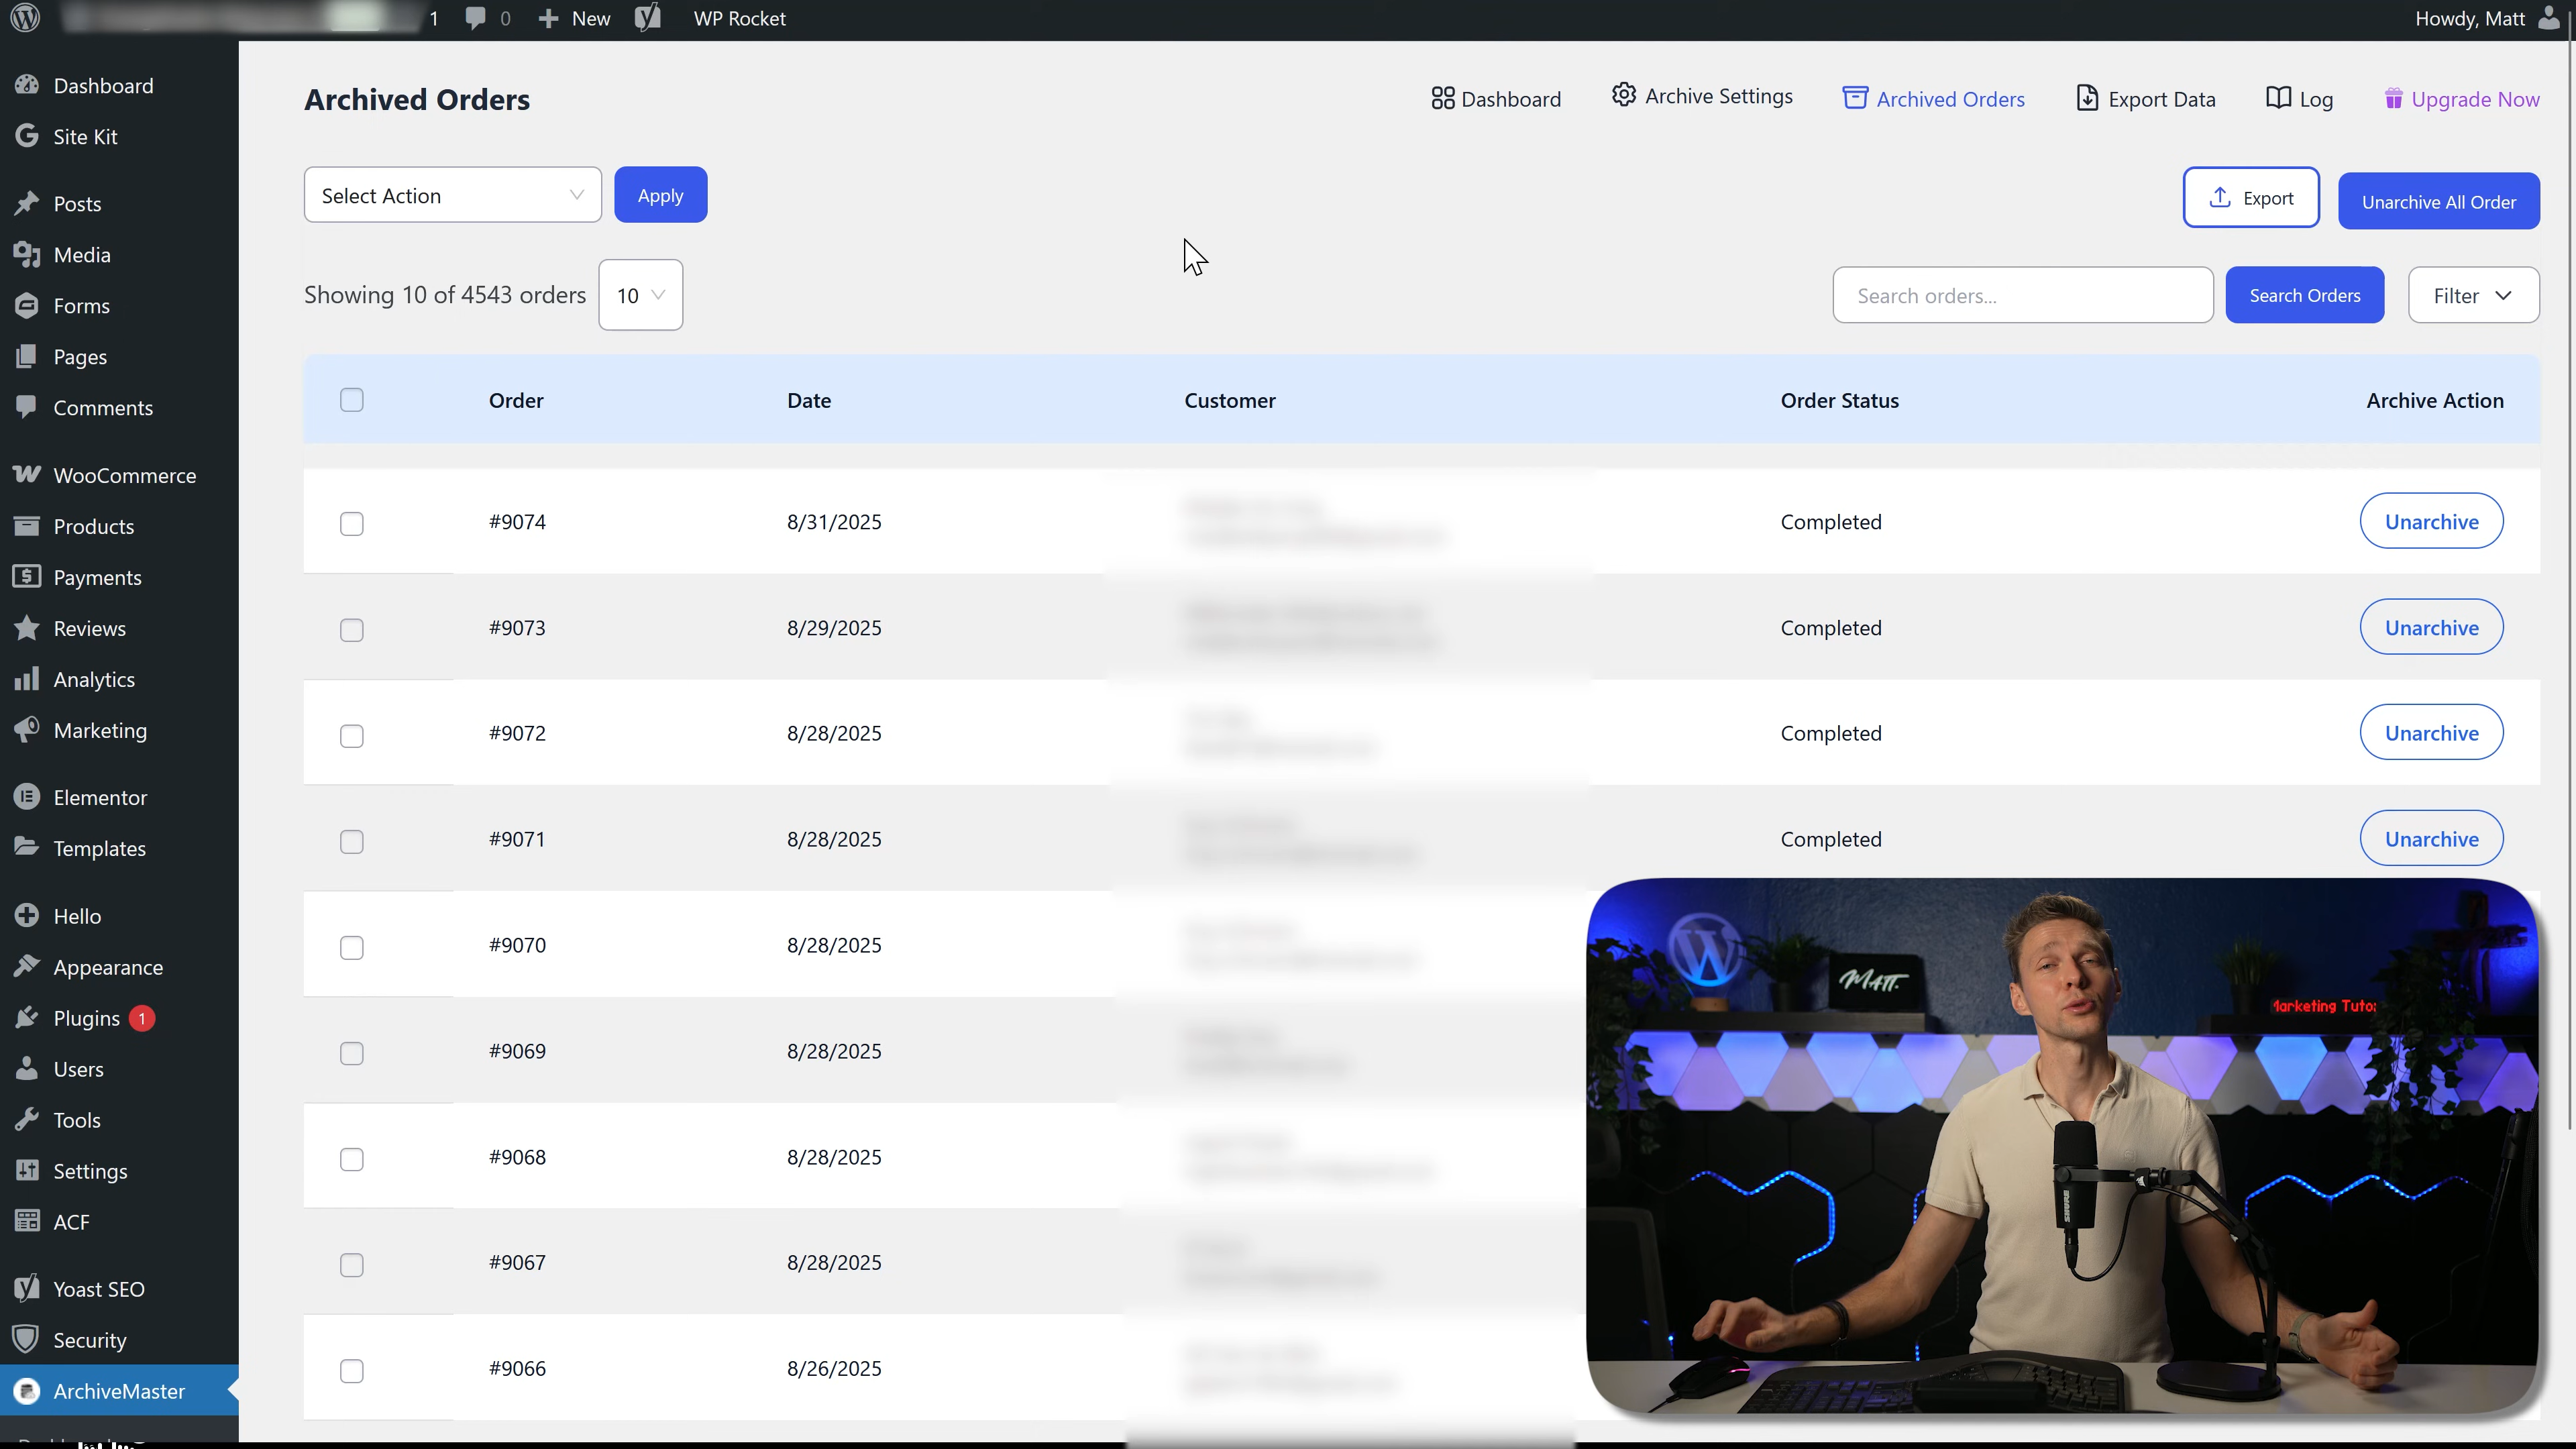 1 0 New WP Rocket Howdy, Matt
Dashboard
Site Kit
Posts
Media
Forms
Pages
Comments
WooCommerce
Products
Payments
Reviews
Analytics
Marketing
Elementor
Templates
Hello
Appearance
Plugins 1
Users
Tools
Settings
ACF
Yoast SEO
Security
ArchiveMaster
Archived Orders
Dashboard Archive Settings Archived Orders Export Data Log Upgrade Now
Select Action Apply Export Unarchive All Order
Showing 10 of 4543 orders 10 Search orders... Search Orders Filter
Order Date Customer Order Status Archive Action
#9074 8/31/2025 Completed Unarchive
#9073 8/29/2025 Completed Unarchive
#9072 8/28/2025 Completed Unarchive
#9071 8/28/2025 Completed Unarchive
#9070 8/28/2025
#9069 8/28/2025
#9068 8/28/2025
#9067 8/28/2025
#9066 8/26/2025
MATT.
Marketing Tuto
SHURE